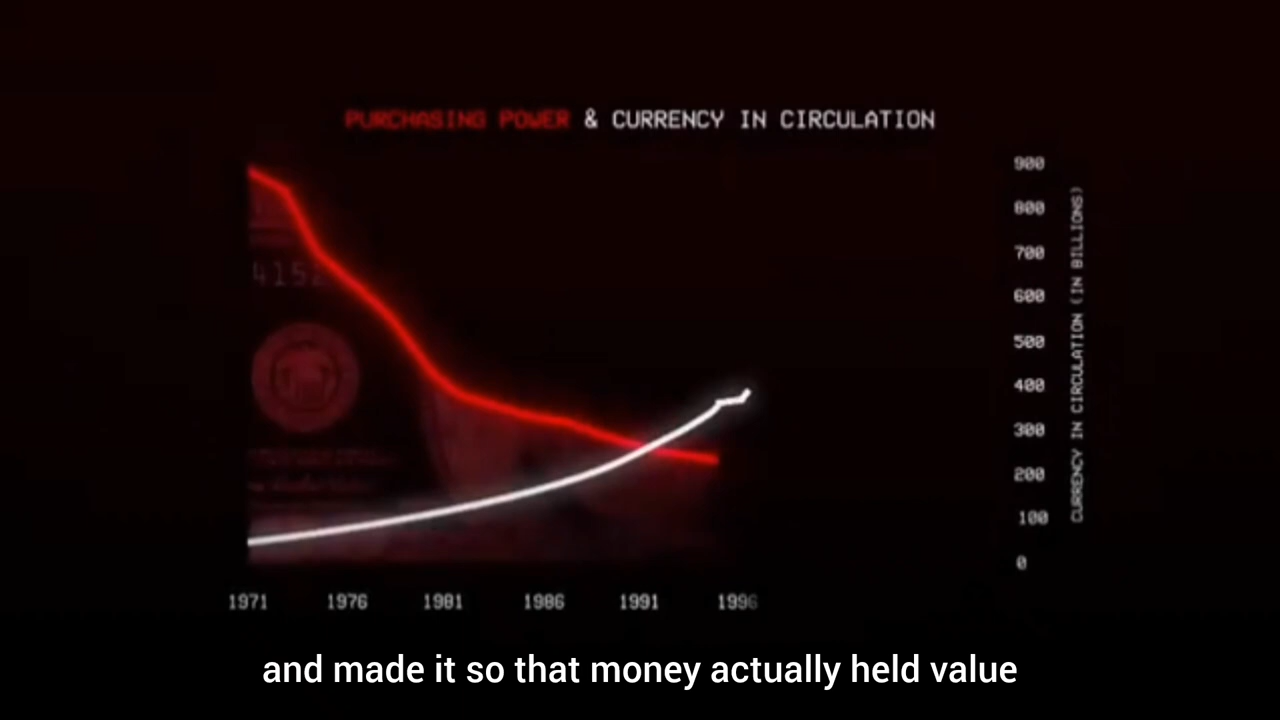 PURCHASING POWER & CURRENCY IN CIRCULATION
900
800
700
600
500
400
300
200
100
0
CURRENCY IN CIRCULATION (IN BILLIONS)
4152
1971 1976 1981 1986 1991 1996
and made it so that money actually held value